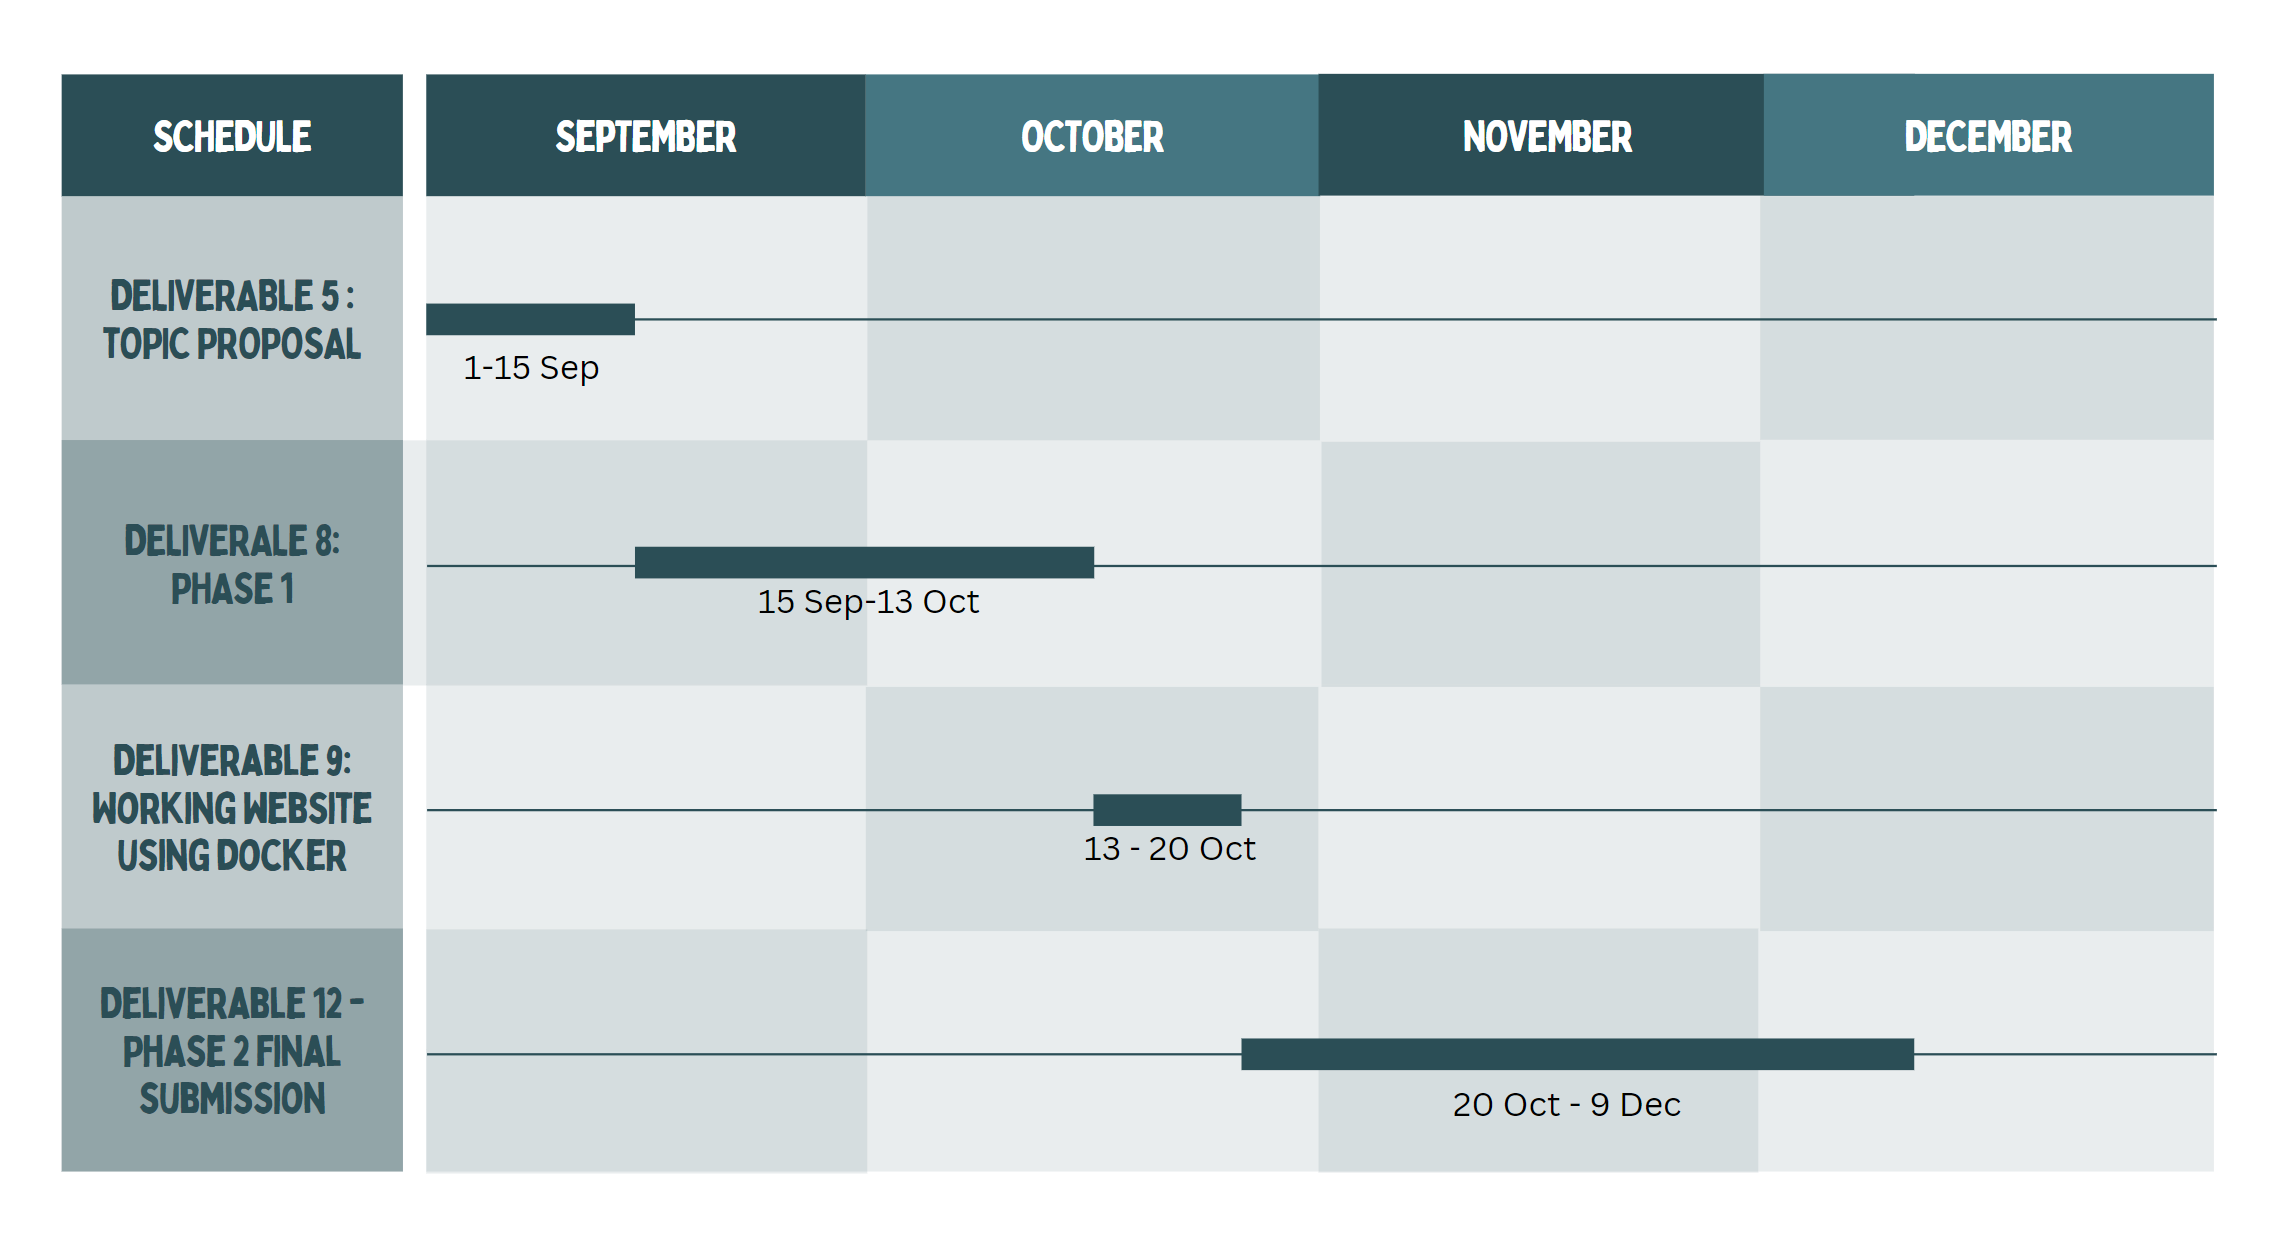 SCHEDULE
SEPTEMBER
OCTOBER
NOVEMBER
DECEMBER
DELIVERABLE 5 :
TOPIC PROPOSAL
1-15 Sep
DELIVERALE 8:
PHASE 1
15 Sep-13 Oct
DELIVERABLE 9:
WORKING WEBSITE
USING DOCKER
13 - 20 Oct
DELIVERABLE 12 -
PHASE 2 FINAL
SUBMISSION
20 Oct - 9 Dec